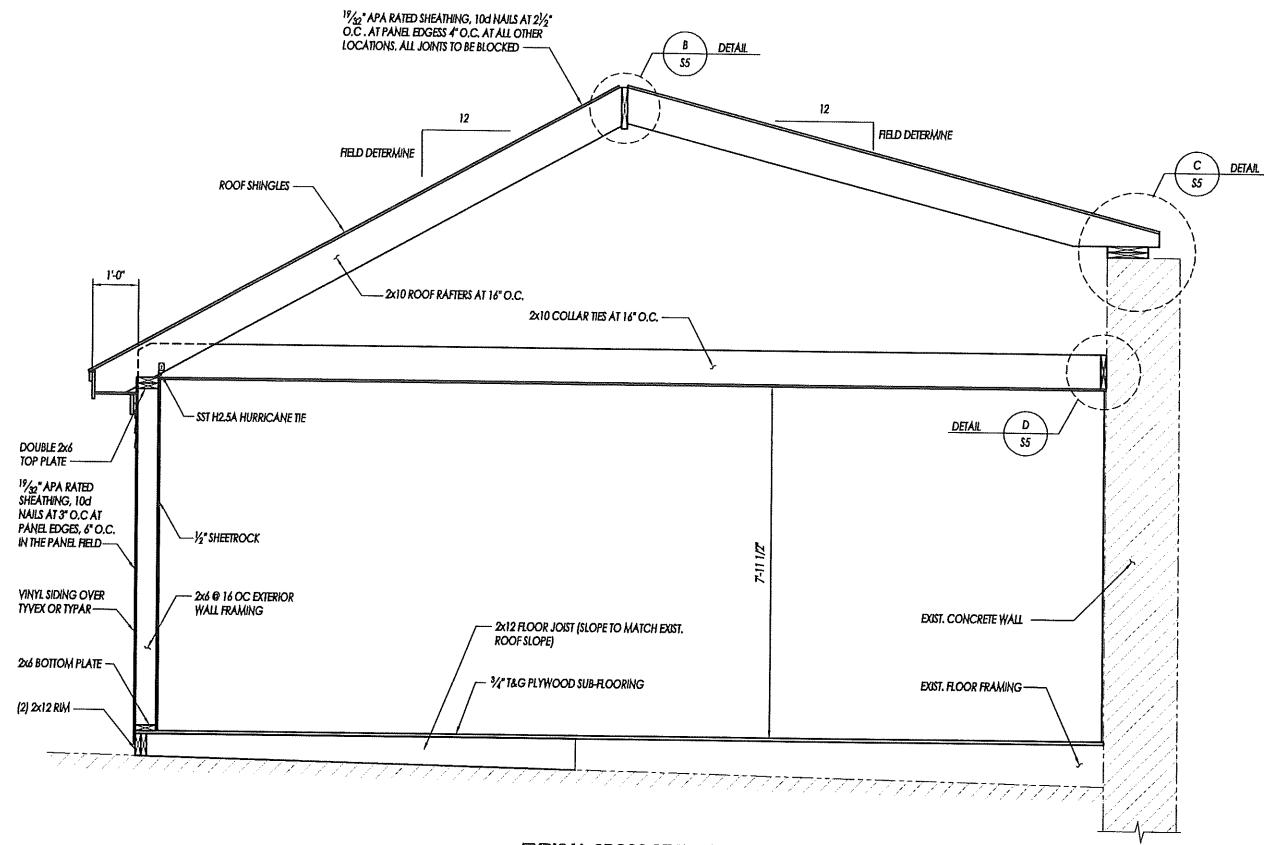 19/32" APA RATED SHEATHING, 10d NAILS AT 2½"
O.C. AT PANEL EDGESS 4" O.C. AT ALL OTHER
LOCATIONS. ALL JOINTS TO BE BLOCKED
B
S5
DETAIL
12
FIELD DETERMINE
12
FIELD DETERMINE
C
S5
DETAIL
ROOF SHINGLES
1'-0"
2x10 ROOF RAFTERS AT 16" O.C.
2x10 COLLAR TIES AT 16" O.C.
SST H2.5A HURRICANE TIE
DETAIL
D
S5
DOUBLE 2x6
TOP PLATE
19/32" APA RATED
SHEATHING, 10d
NAILS AT 3" O.C AT
PANEL EDGES, 6" O.C.
IN THE PANEL FIELD
½" SHEETROCK
7'-11 1/2"
VINYL SIDING OVER
TYVEX OR TYPAR
2x6 @ 16 OC EXTERIOR
WALL FRAMING
2x12 FLOOR JOIST (SLOPE TO MATCH EXIST.
ROOF SLOPE)
EXIST. CONCRETE WALL
2x6 BOTTOM PLATE
¾" T&G PLYWOOD SUB-FLOORING
EXIST. FLOOR FRAMING
(2) 2x12 RIM